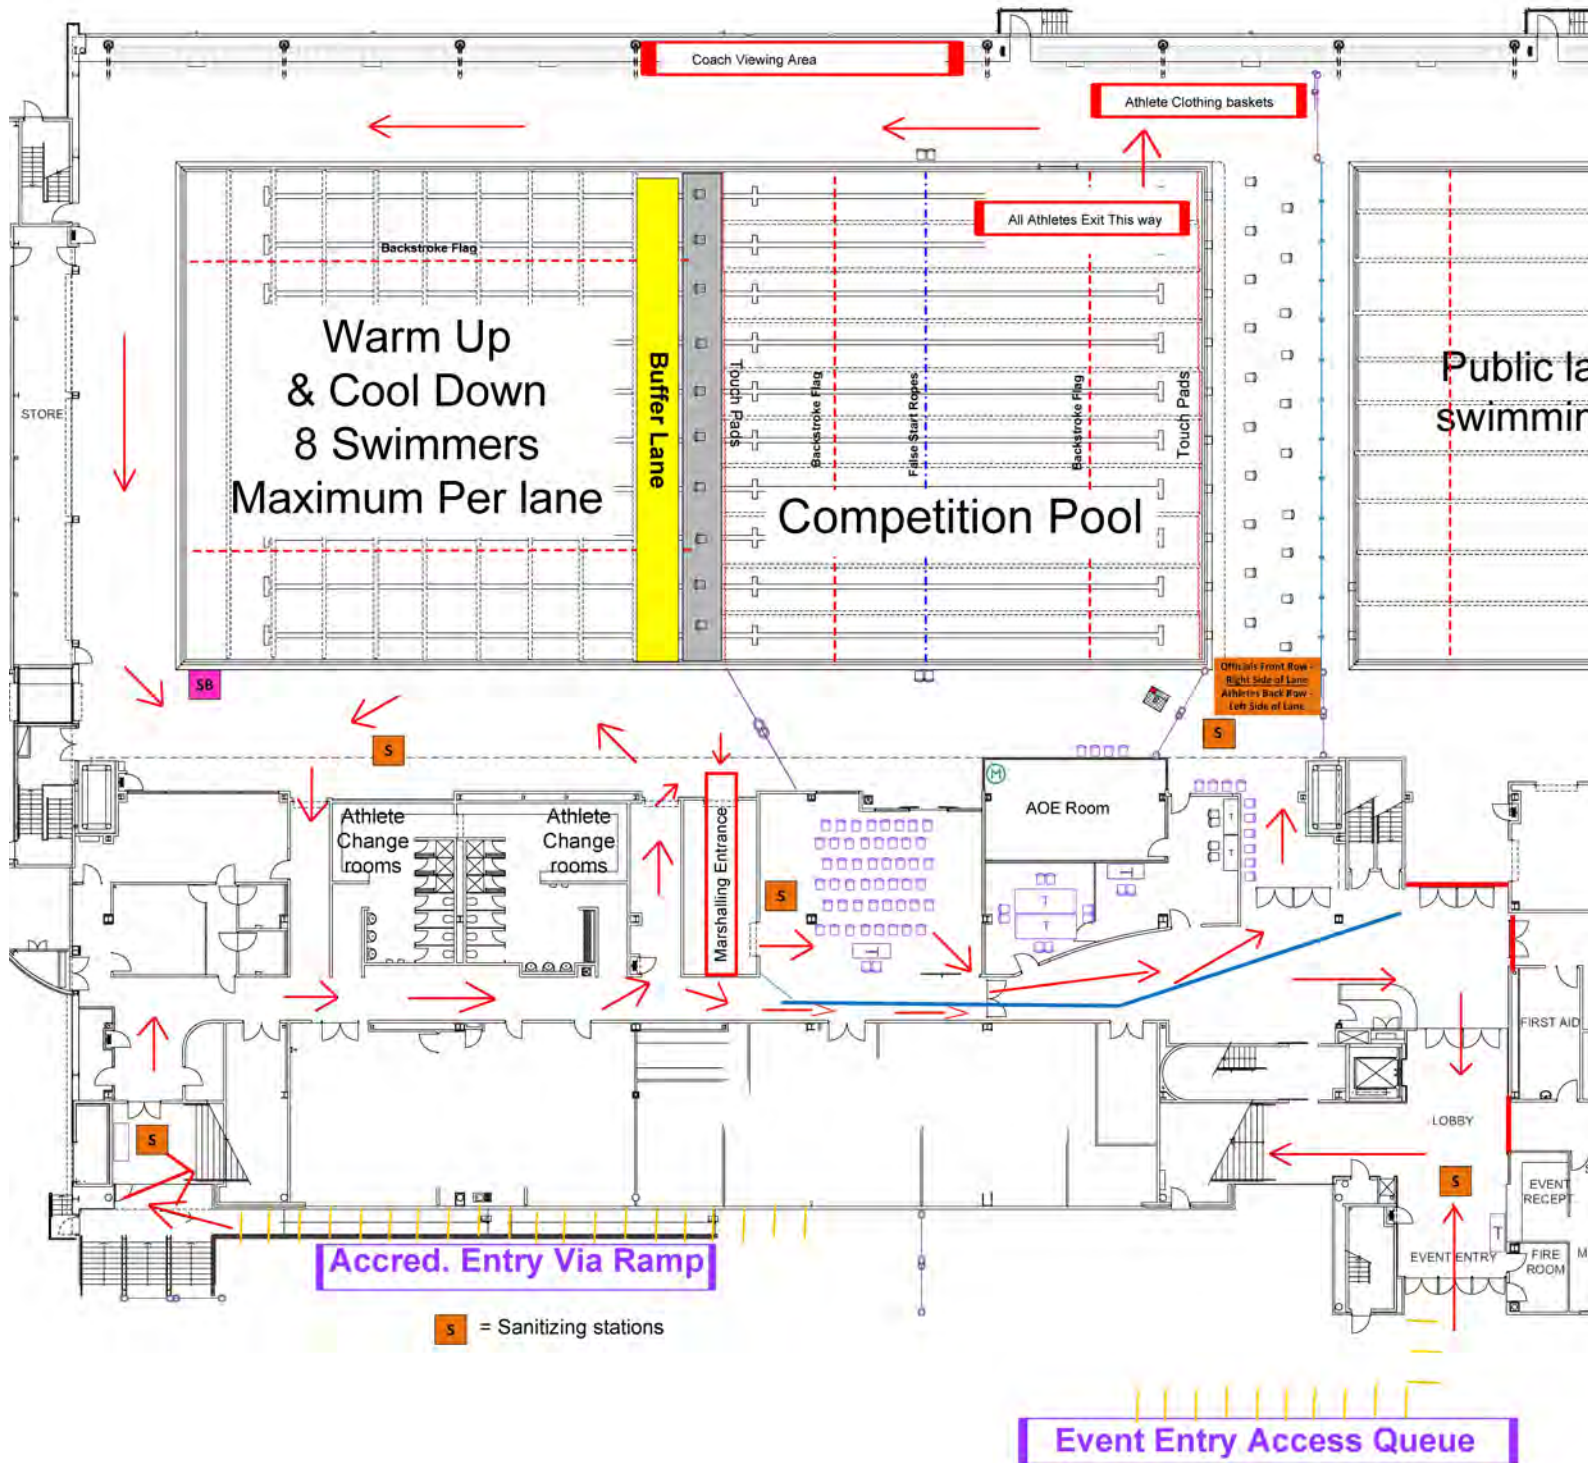 Coach Viewing Area
Athlete Clothing baskets
All Athletes Exit This way
Backstroke Flag
Warm Up
& Cool Down
8 Swimmers
Maximum Per lane
Buffer Lane
Touch Pads
Backstroke Flag
False Start Ropes
Backstroke Flag
Touch Pads
Competition Pool
Public la
swimmin
STORE
SB
Officials Front Row -
Right Side of Lane
Athletes Back Row -
Left Side of Lane
S
S
M
AOE Room
Athlete
Change
rooms
Athlete
Change
rooms
Marshalling Entrance
S
T
T
T
T
T
T
FIRST AID
LOBBY
S
S
EVENT
RECEPT.
T
EVENT ENTRY
FIRE
ROOM
M
Accred. Entry Via Ramp
S = Sanitizing stations
Event Entry Access Queue